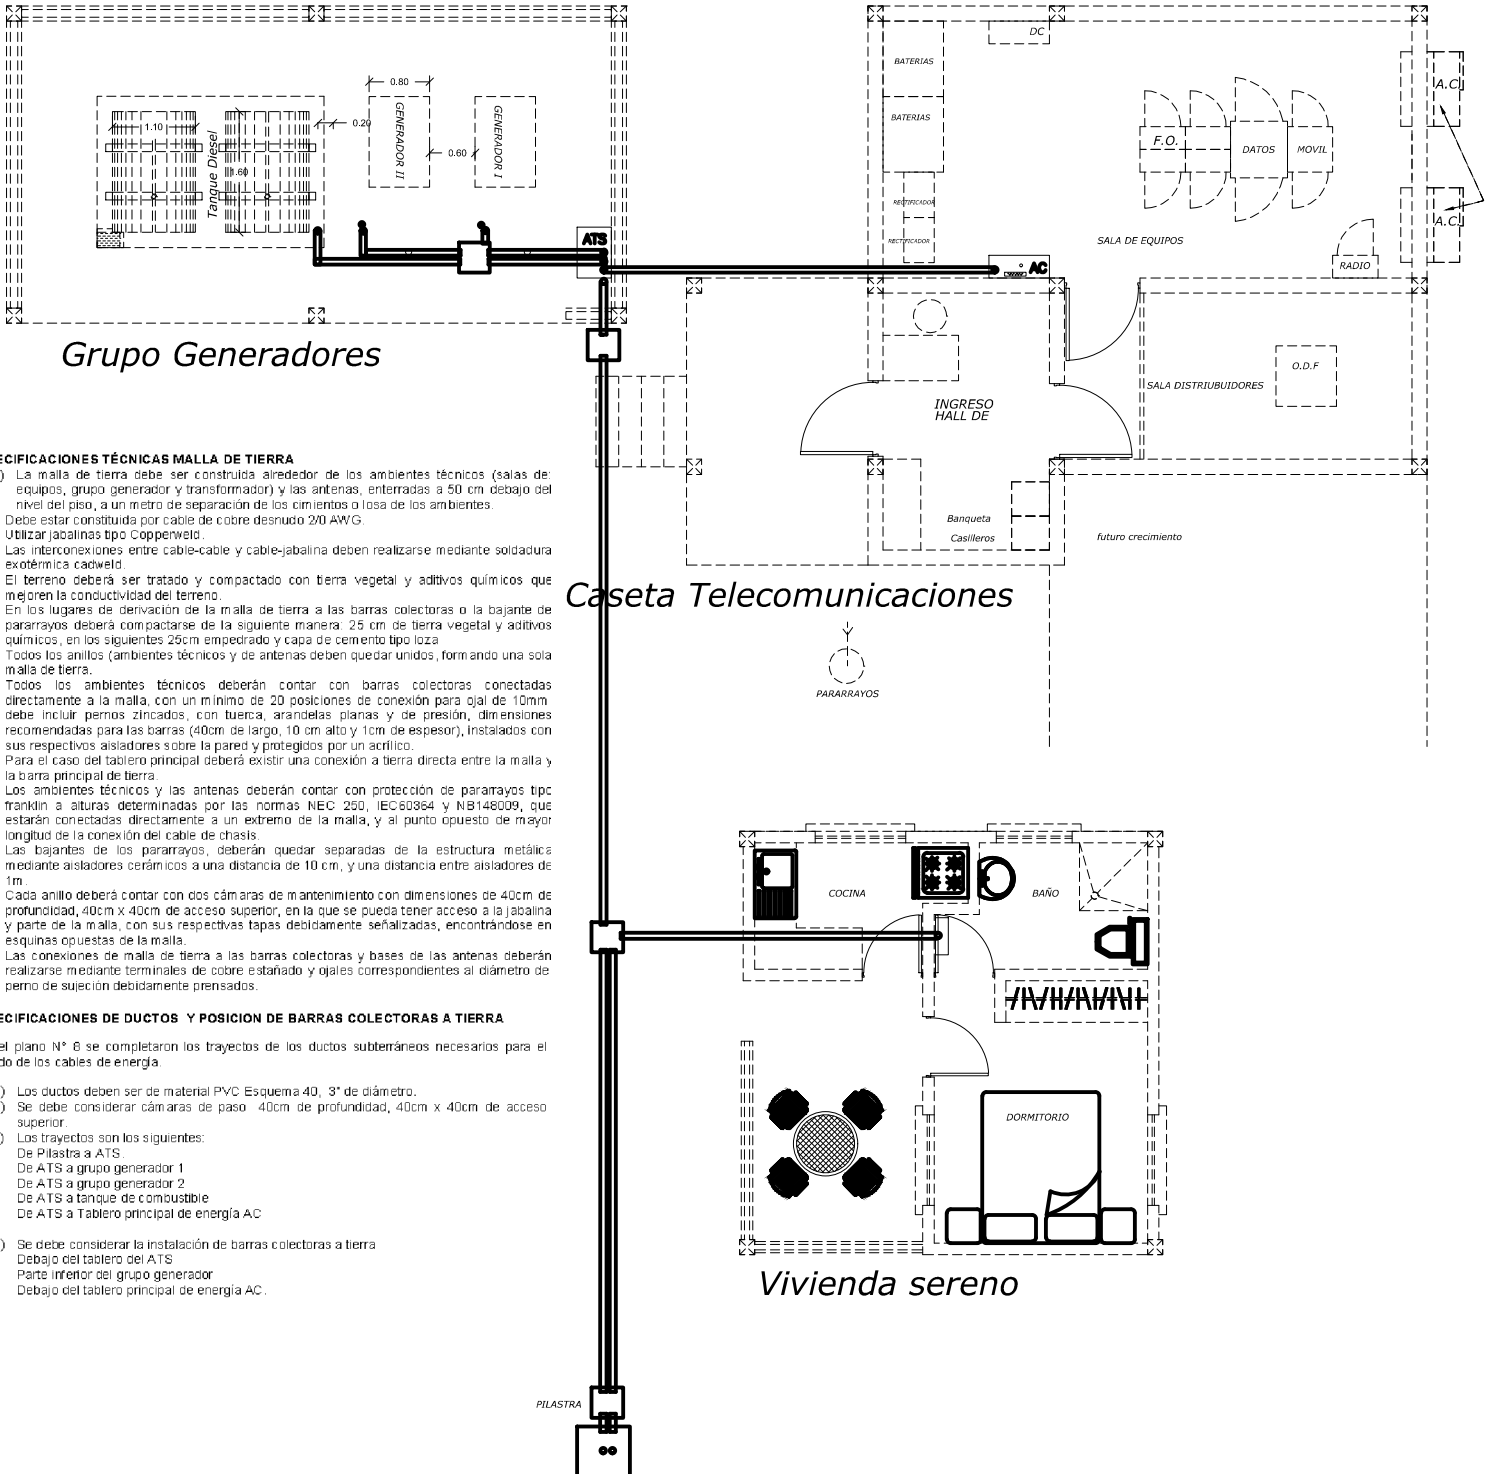 DC
BATERIAS
A.C.
0.80
GENERADOR II
GENERADOR I
1.10
0.20
Tanque Diesel
0.60
1.60
BATERIAS
F.O.
DATOS
MOVIL
RECTIFICADOR
RECTIFICADOR
A.C.
ATS
SALA DE EQUIPOS
AC
RADIO
Grupo Generadores
O.D.F
SALA DISTRIUBUIDORES
INGRESO
HALL DE
Banqueta
Casilleros
futuro crecimiento
Caseta Telecomunicaciones
PARARRAYOS
ECIFICACIONES TÉCNICAS MALLA DE TIERRA
) La malla de tierra debe ser construida alrededor de los ambientes técnicos (salas de
equipos, grupo generador y transformador) y las antenas, enterradas a 50 cm debajo del
nivel del piso, a un metro de separación de los cimientos o losa de los ambientes.
Debe estar constituida por cable de cobre desnudo 2/0 AWG.
Utilizar jabalinas tipo Copperweld.
Las interconexiones entre cable-cable y cable-jabalina deben realizarse mediante soldadura
exotérmica cadweld.
El terreno deberá ser tratado y compactado con tierra vegetal y aditivos químicos que
mejoren la conductividad del terreno.
En los lugares de derivación de la malla de tierra a las barras colectoras o la bajante de
pararrayos deberá compactarse de la siguiente manera: 25 cm de tierra vegetal y aditivos
químicos, en los siguientes 25cm empedrado y capa de cemento tipo loza
Todos los anillos (ambientes técnicos y de antenas deben quedar unidos, formando una sola
malla de tierra.
Todos los ambientes técnicos deberán contar con barras colectoras conectadas
directamente a la malla, con un mínimo de 20 posiciones de conexión para ojal de 10mm
debe incluir pernos zincados, con tuerca, arandelas planas y de presión, dimensiones
recomendadas para las barras (40cm de largo, 10 cm alto y 1cm de espesor), instalados con
sus respectivos aisladores sobre la pared y protegidos por un acrílico.
Para el caso del tablero principal deberá existir una conexión a tierra directa entre la malla y
la barra principal de tierra.
Los ambientes técnicos y las antenas deberán contar con protección de pararrayos tipo
franklin a alturas determinadas por las normas NEC 250, IEC60364 y NB148009, que
estarán conectadas directamente a un extremo de la malla, y al punto opuesto de mayor
longitud de la conexión del cable de chasis.
Las bajantes de los pararrayos, deberán quedar separadas de la estructura metálica
mediante aisladores cerámicos a una distancia de 10 cm, y una distancia entre aisladores de
1m.
Cada anillo deberá contar con dos cámaras de mantenimiento con dimensiones de 40cm de
profundidad, 40cm x 40cm de acceso superior, en la que se pueda tener acceso a la jabalina
y parte de la malla, con sus respectivas tapas debidamente señalizadas, encontrándose en
esquinas opuestas de la malla.
Las conexiones de malla de tierra a las barras colectoras y bases de las antenas deberán
realizarse mediante terminales de cobre estañado y ojales correspondientes al diámetro de
perno de sujeción debidamente prensados.
ECIFICACIONES DE DUCTOS Y POSICION DE BARRAS COLECTORAS A TIERRA
el plano N° 8 se completaron los trayectos de los ductos subterráneos necesarios para el
do de los cables de energía.
) Los ductos deben ser de material PVC Esquema 40, 3" de diámetro.
) Se debe considerar cámaras de paso 40cm de profundidad, 40cm x 40cm de acceso
superior.
) Los trayectos son los siguientes:
De Pilastra a ATS.
De ATS a grupo generador 1
De ATS a grupo generador 2
De ATS a tanque de combustible
De ATS a Tablero principal de energía AC
) Se debe considerar la instalación de barras colectoras a tierra
Debajo del tablero del ATS
Parte inferior del grupo generador
Debajo del tablero principal de energía AC.
COCINA
BAÑO
DORMITORIO
Vivienda sereno
PILASTRA